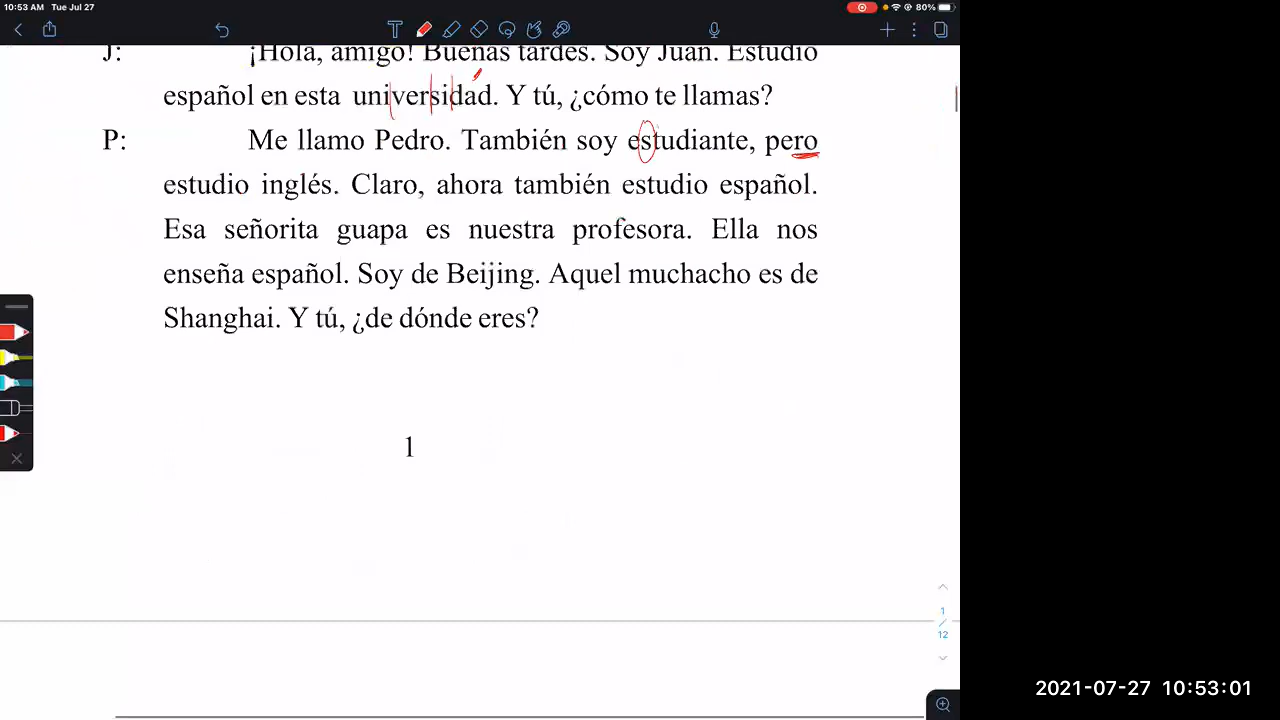 10:53 AM Tue Jul 27
80%
T
J: ¡Hola, amigo! Buenas tardes. Soy Juan. Estudio
español en esta universidad. Y tú, ¿cómo te llamas?
P: Me llamo Pedro. También soy estudiante, pero
estudio inglés. Claro, ahora también estudio español.
Esa señorita guapa es nuestra profesora. Ella nos
enseña español. Soy de Beijing. Aquel muchacho es de
Shanghai. Y tú, ¿de dónde eres?
1
1
/
12
2021-07-27 10:53:01